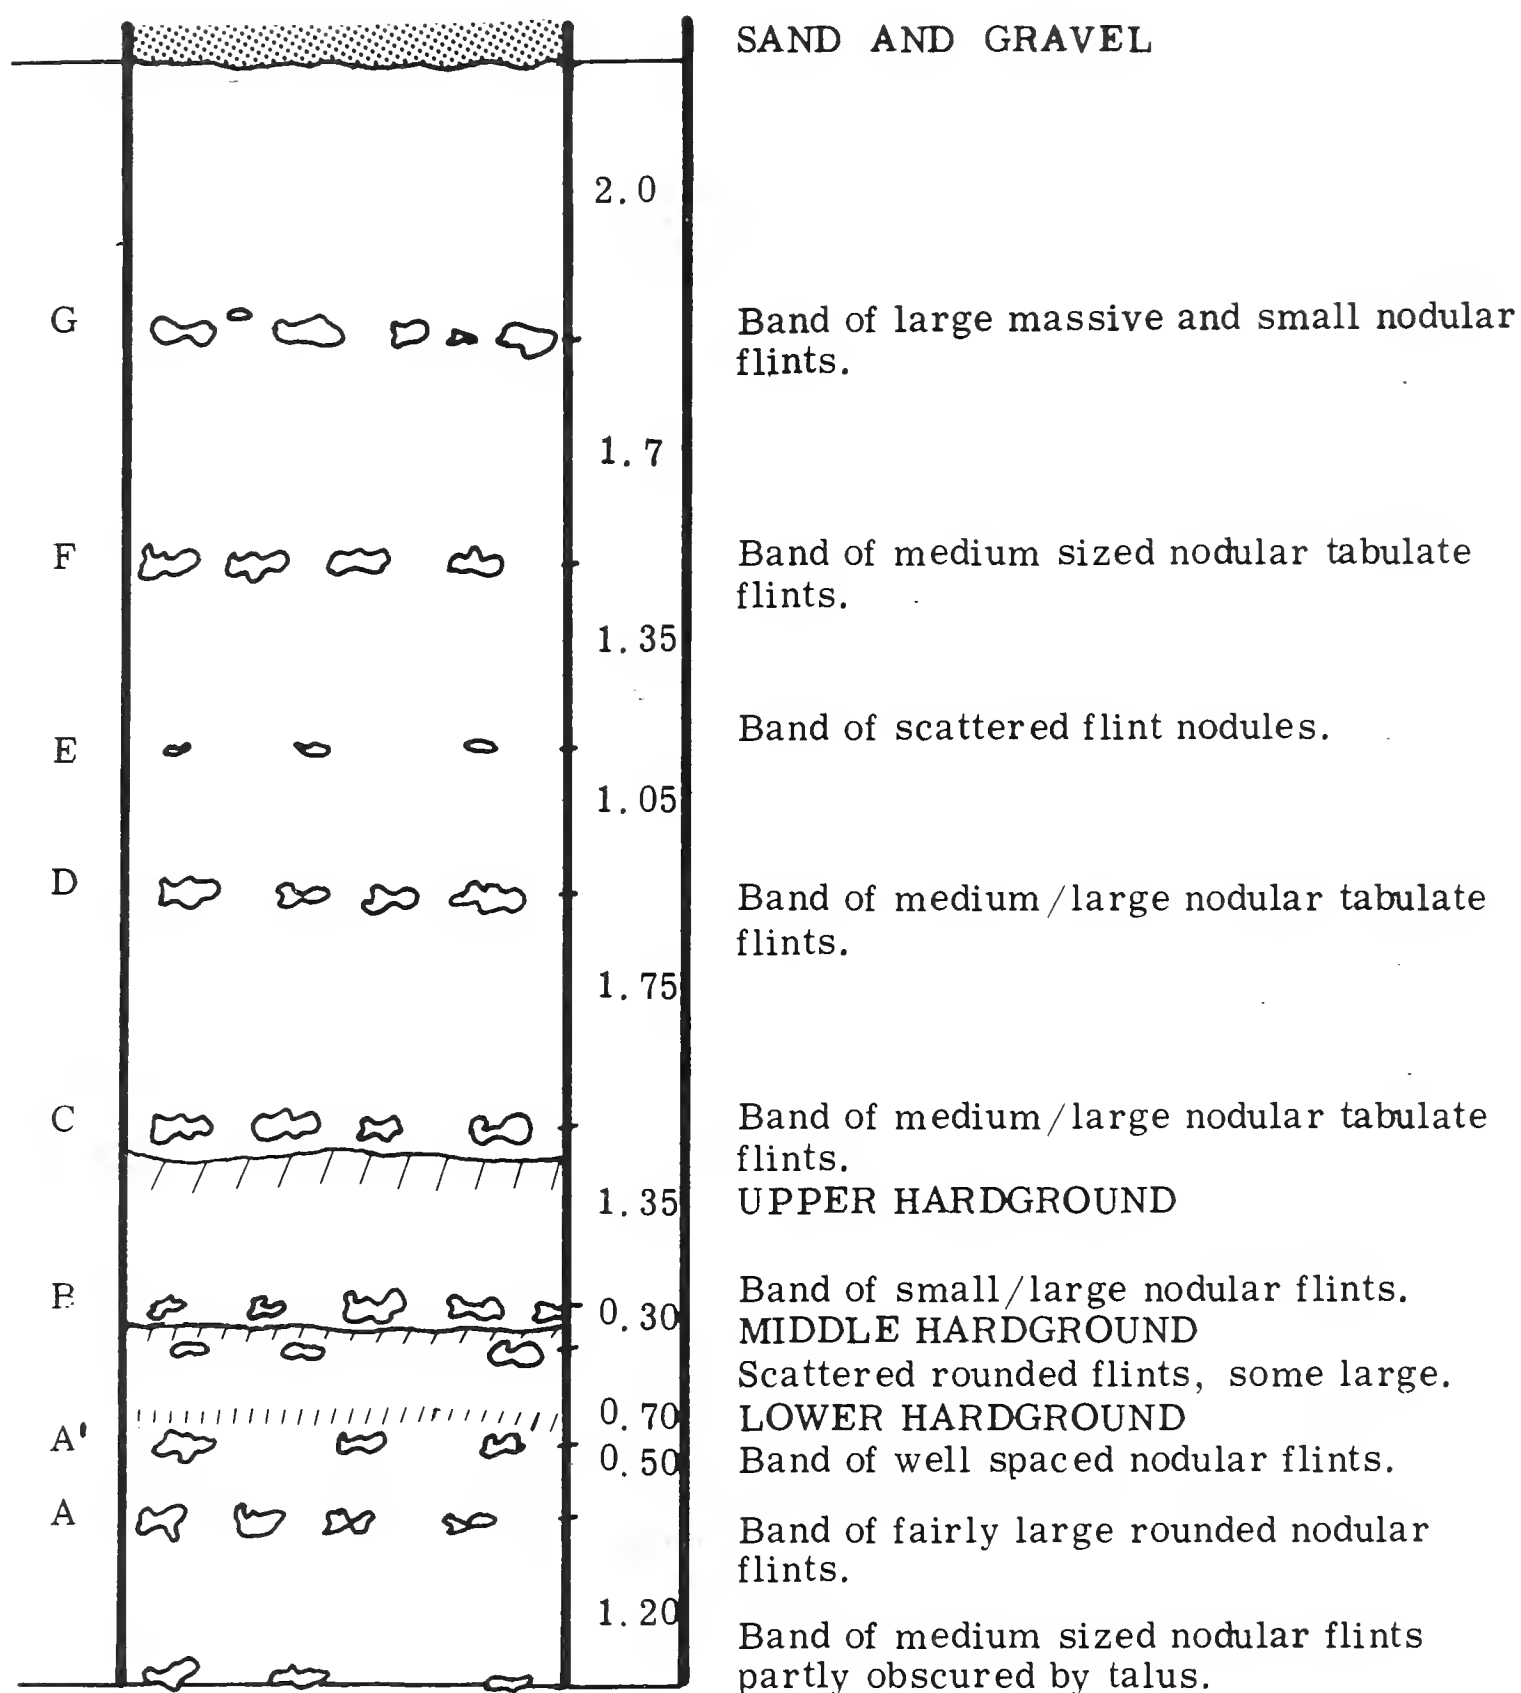 SAND AND GRAVEL
2.0
G
Band of large massive and small nodular
flints.
1.7
F
Band of medium sized nodular tabulate
flints.
1.35
E
Band of scattered flint nodules.
1.05
D
Band of medium/large nodular tabulate
flints.
1.75
C
Band of medium/large nodular tabulate
flints.
1.35
UPPER HARDGROUND
B
Band of small/large nodular flints.
0.30
MIDDLE HARDGROUND
Scattered rounded flints, some large.
0.70
LOWER HARDGROUND
A'
0.50
Band of well spaced nodular flints.
A
Band of fairly large rounded nodular
flints.
1.20
Band of medium sized nodular flints
partly obscured by talus.